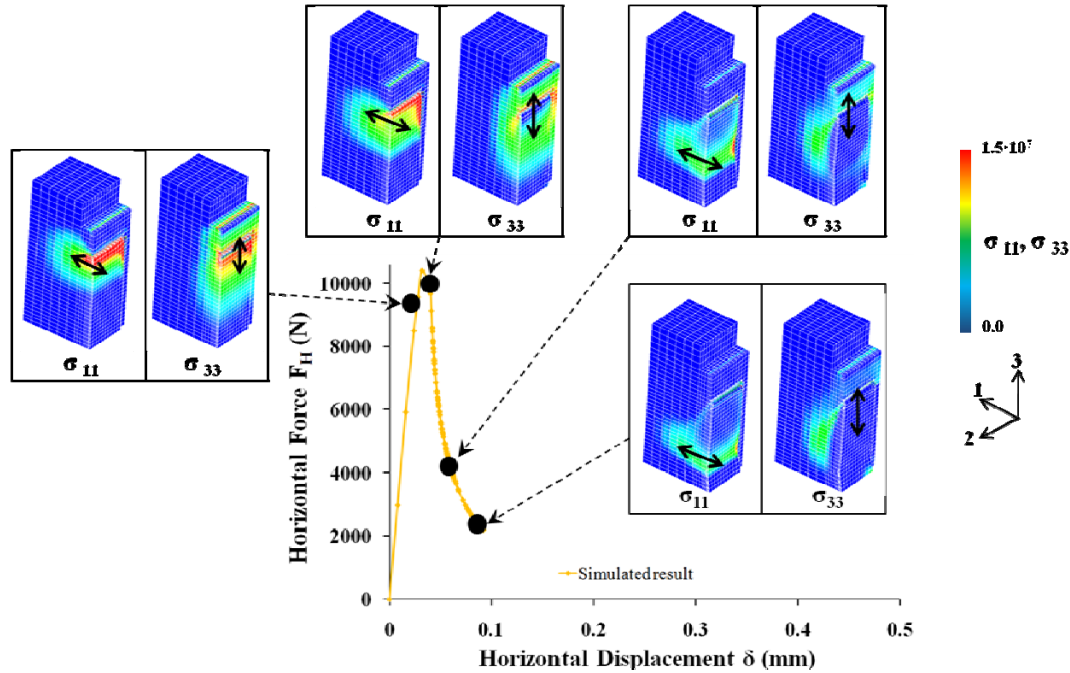 σ 11
σ 33
σ 11
σ 33
σ 11
σ 33
1.5·10⁷
σ 11, σ 33
0.0
3
1
2
σ11
σ33
Horizontal Force FH (N)
10000
8000
6000
4000
2000
0
Simulated result
0
0.1
0.2
0.3
0.4
0.5
Horizontal Displacement δ (mm)